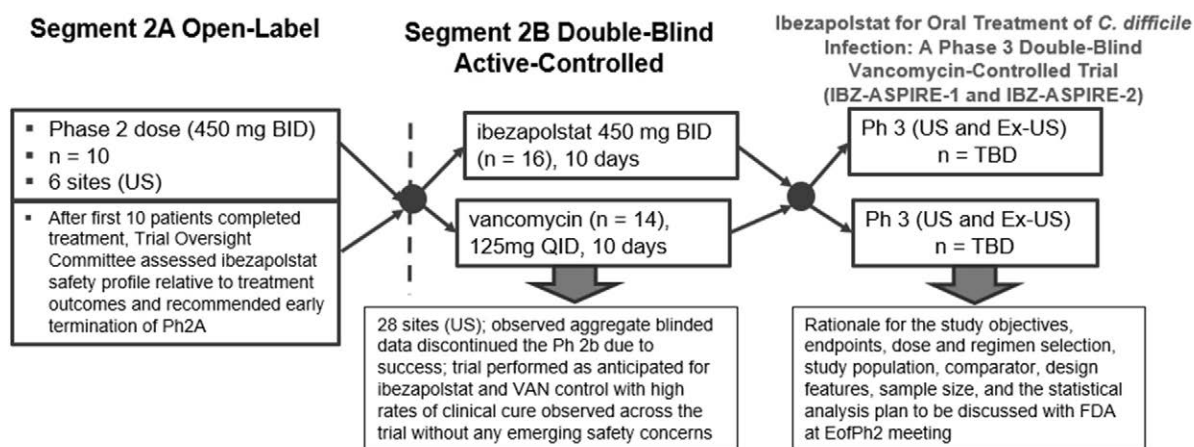 Segment 2A Open-Label
▪ Phase 2 dose (450 mg BID)
▪ n = 10
▪ 6 sites (US)
▪ After first 10 patients completed
treatment, Trial Oversight
Committee assessed ibezapolstat
safety profile relative to treatment
outcomes and recommended early
termination of Ph2A
Segment 2B Double-Blind
Active-Controlled
ibezapolstat 450 mg BID
(n = 16), 10 days
vancomycin (n = 14),
125mg QID, 10 days
28 sites (US); observed aggregate blinded
data discontinued the Ph 2b due to
success; trial performed as anticipated for
ibezapolstat and VAN control with high
rates of clinical cure observed across the
trial without any emerging safety concerns
Ibezapolstat for Oral Treatment of C. difficile
Infection: A Phase 3 Double-Blind
Vancomycin-Controlled Trial
(IBZ-ASPIRE-1 and IBZ-ASPIRE-2)
Ph 3 (US and Ex-US)
n = TBD
Ph 3 (US and Ex-US)
n = TBD
Rationale for the study objectives,
endpoints, dose and regimen selection,
study population, comparator, design
features, sample size, and the statistical
analysis plan to be discussed with FDA
at EofPh2 meeting